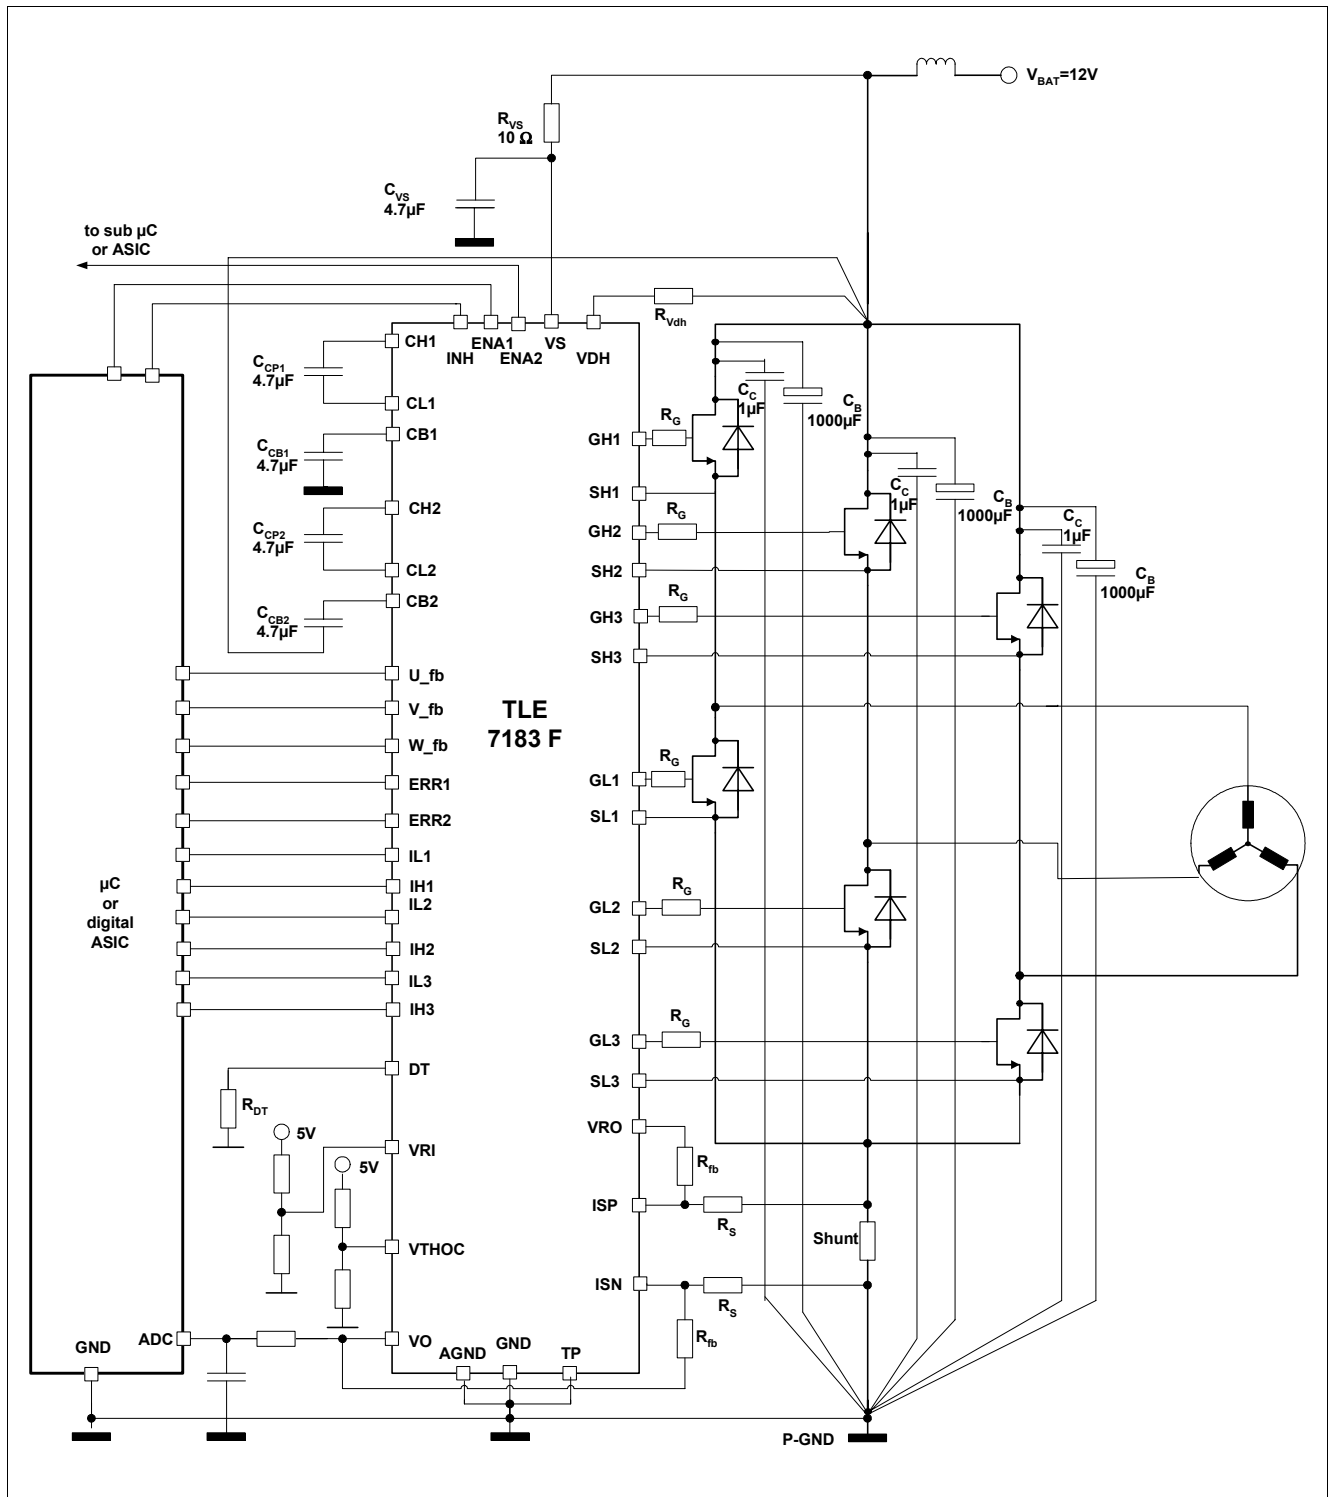 V_BAT=12V
R_VS
10 Ω
C_VS
4.7µF
to sub µC
or ASIC
R_Vdh
INH
ENA1
ENA2
VS
VDH
CH1
C_CP1
4.7µF
CL1
CB1
C_CB1
4.7µF
CH2
C_CP2
4.7µF
CL2
CB2
C_CB2
4.7µF
U_fb
V_fb
W_fb
ERR1
ERR2
IL1
IH1
IL2
IH2
IL3
IH3
DT
R_DT
5V
VRI
5V
VTHOC
VO
ADC
GND
µC
or
digital
ASIC
TLE
7183 F
AGND
GND
TP
GH1
R_G
SH1
GH2
R_G
SH2
GH3
R_G
SH3
GL1
R_G
SL1
GL2
R_G
SL2
GL3
R_G
SL3
VRO
R_fb
ISP
R_S
Shunt
ISN
R_S
R_fb
C_C
1µF
C_B
1000µF
C_C
1µF
C_B
1000µF
C_C
1µF
C_B
1000µF
P-GND